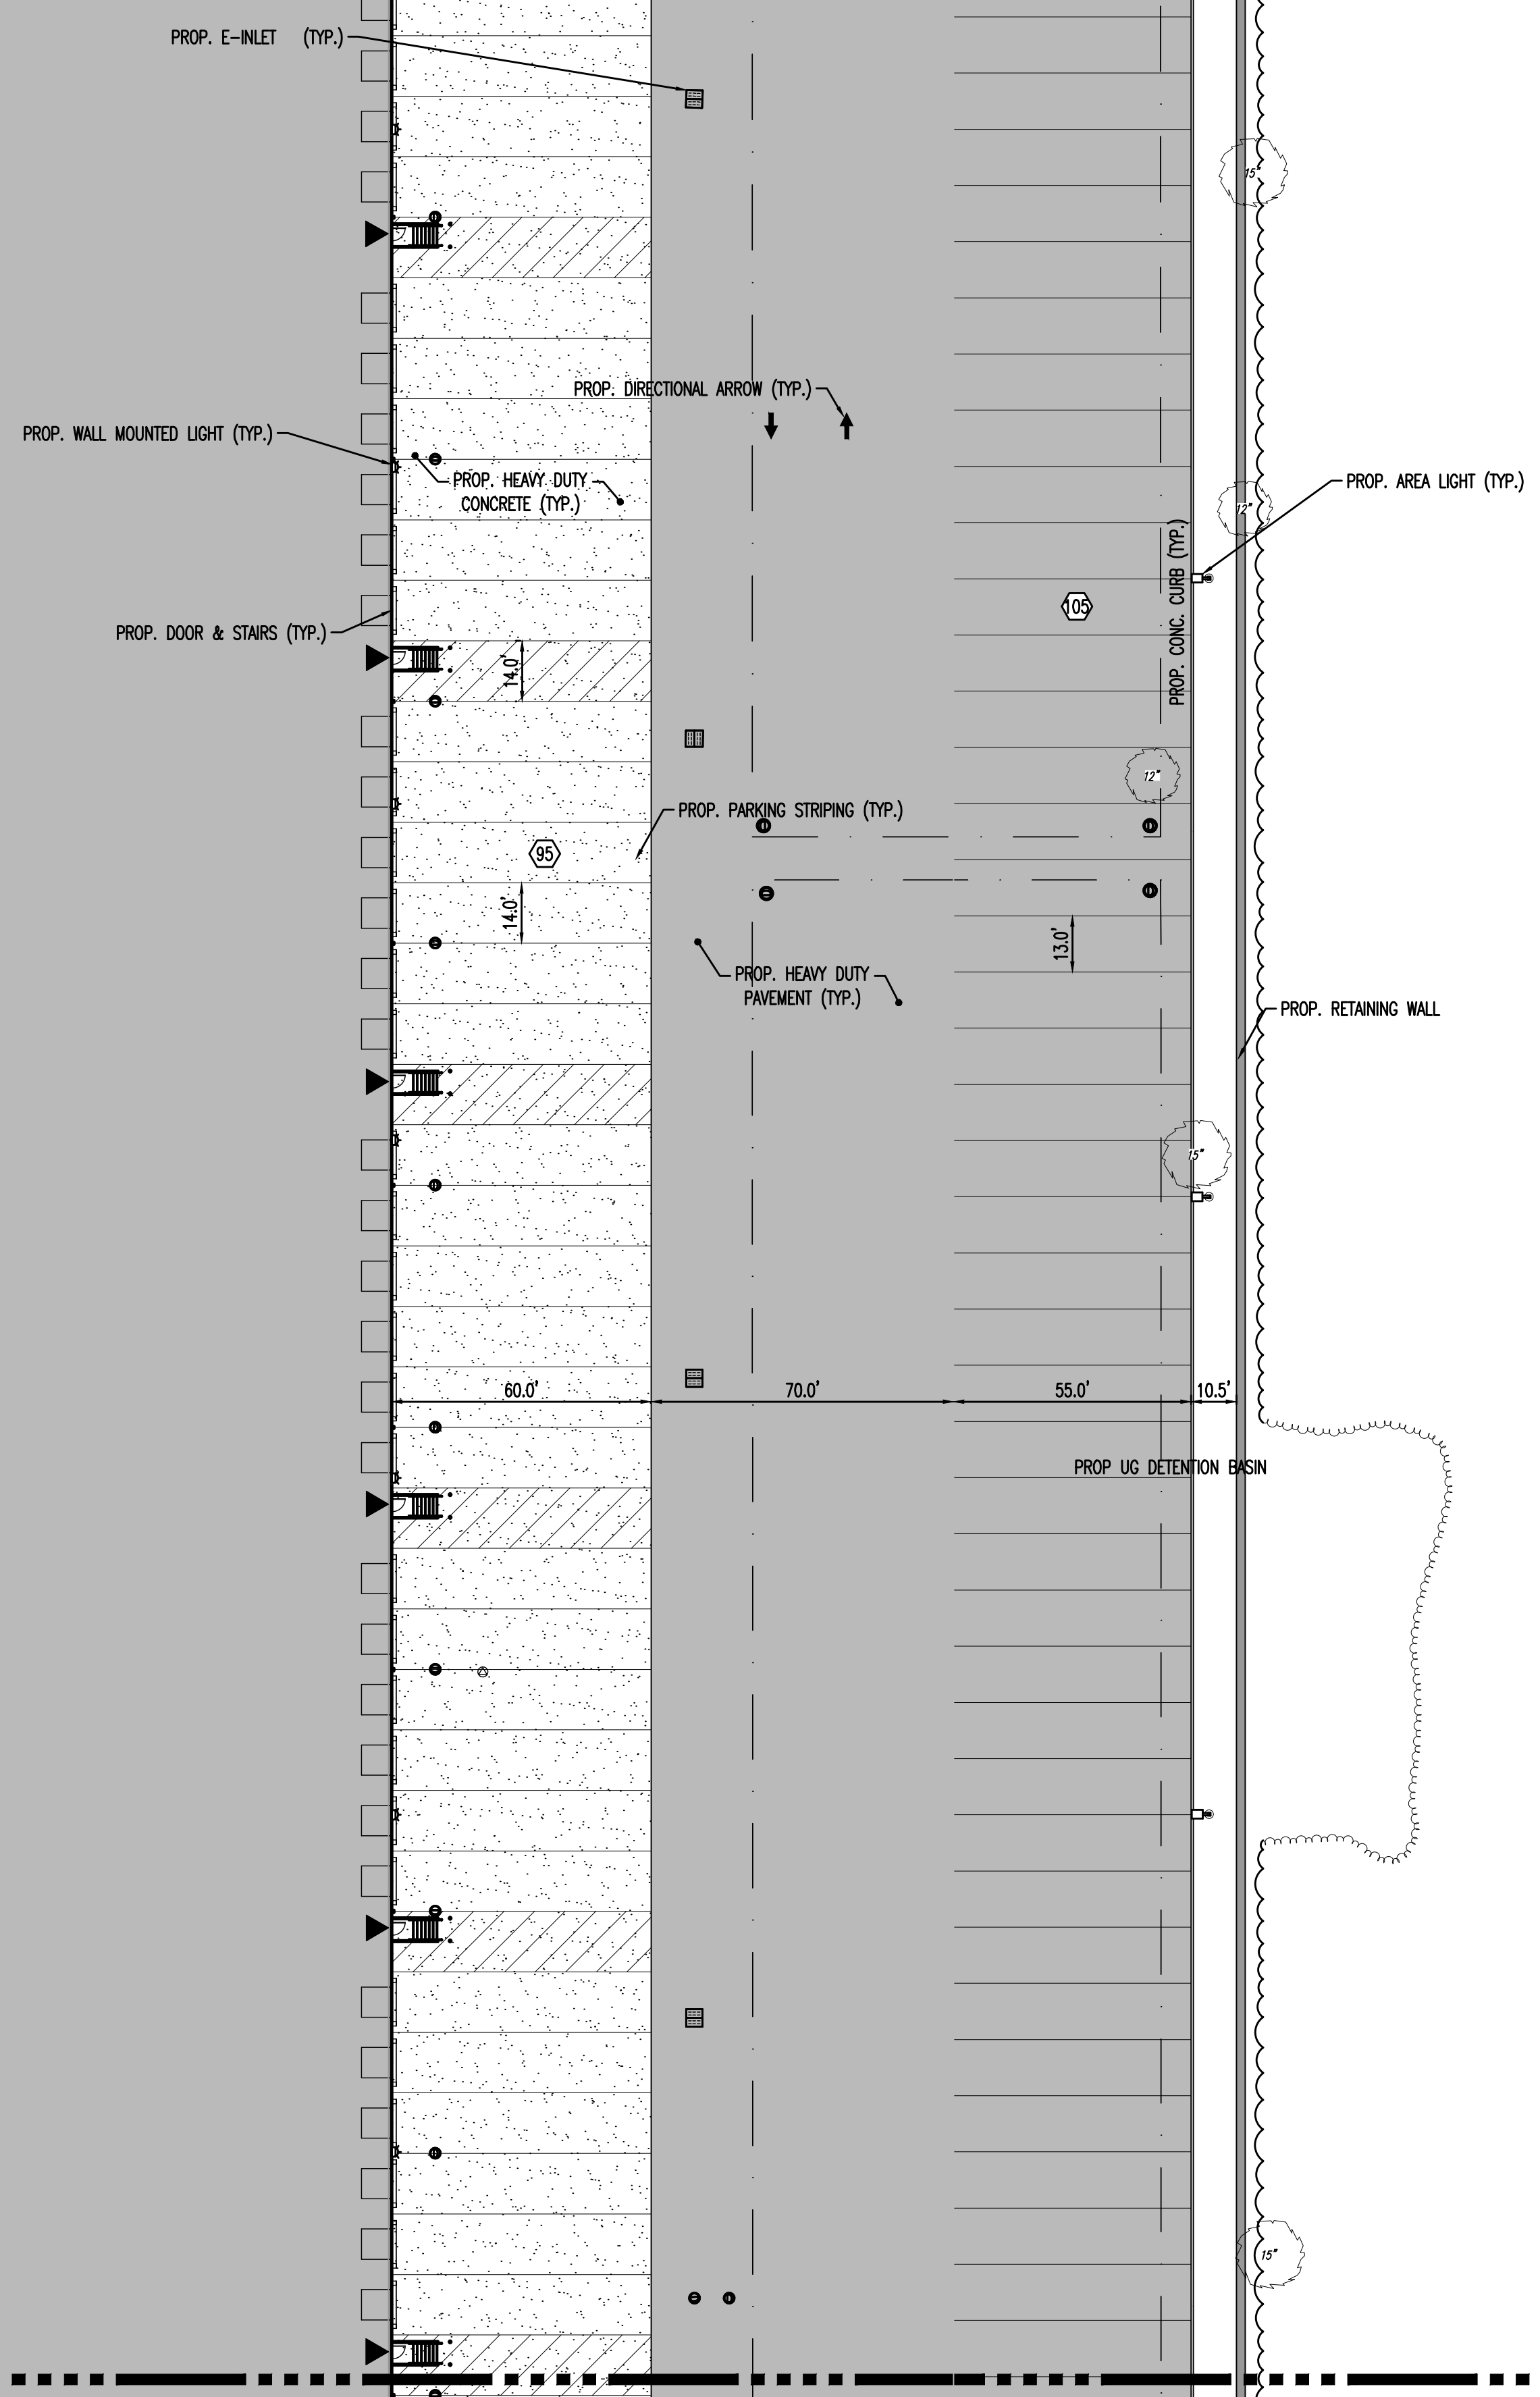 PROP. E-INLET (TYP.)
15"
PROP. DIRECTIONAL ARROW (TYP.)
PROP. WALL MOUNTED LIGHT (TYP.)
PROP. HEAVY DUTY
CONCRETE (TYP.)
PROP. AREA LIGHT (TYP.)
12"
PROP. CONC. CURB (TYP.)
105
PROP. DOOR & STAIRS (TYP.)
14.0'
12"
PROP. PARKING STRIPING (TYP.)
95
14.0'
13.0'
PROP. HEAVY DUTY
PAVEMENT (TYP.)
PROP. RETAINING WALL
15"
60.0'
70.0'
55.0'
10.5'
PROP UG DETENTION BASIN
15"